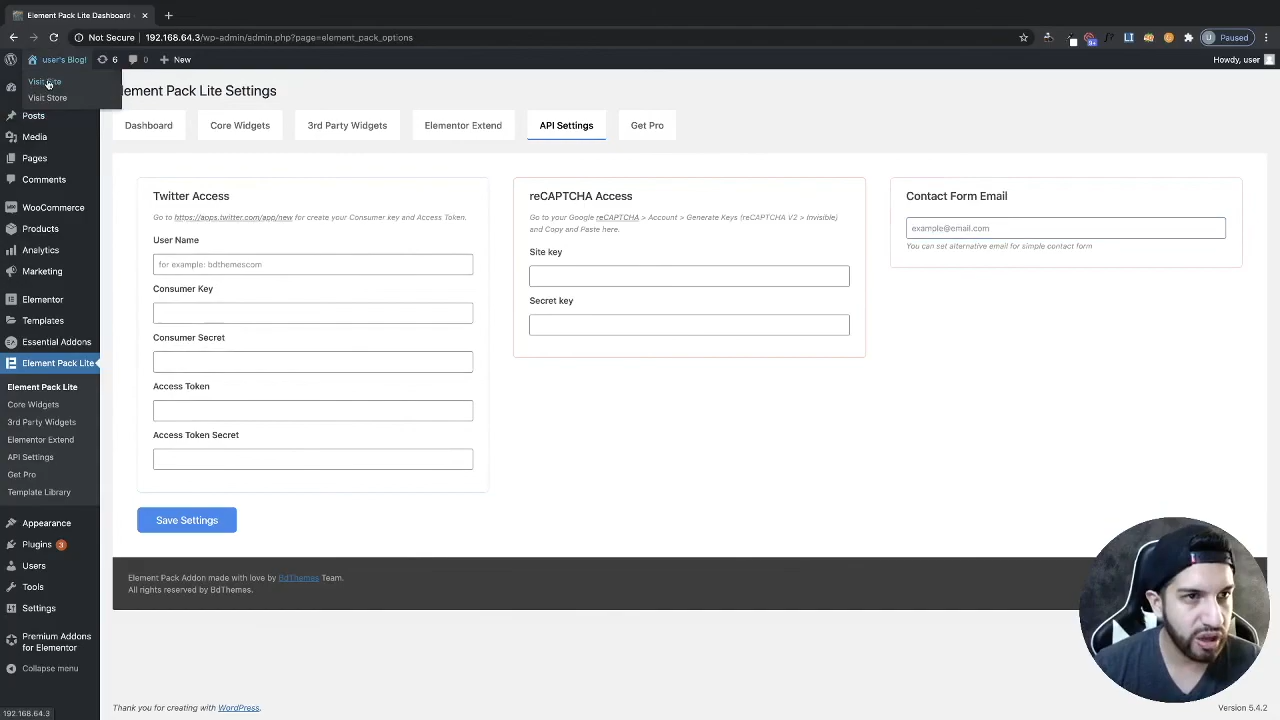 Element Pack Lite Settings ‹ user
Not Secure 192.168.64.3/wp-admin/admin.php?page=element_pack_options
Paused
user's Blog! 6 0 New
Howdy, user
Visit Site
Visit Store
lement Pack Lite Settings
Dashboard
Core Widgets
3rd Party Widgets
Elementor Extend
API Settings
Get Pro
Posts
Media
Pages
Comments
WooCommerce
Products
Analytics
Marketing
Elementor
Templates
Essential Addons
Element Pack Lite
Element Pack Lite
Core Widgets
3rd Party Widgets
Elementor Extend
API Settings
Get Pro
Template Library
Appearance
Plugins 3
Users
Tools
Settings
Premium Addons
for Elementor
Collapse menu
192.168.64.3
Twitter Access
Go to https://apps.twitter.com/app/new for create your Consumer key and Access Token.
User Name
for example: bdthemescom
Consumer Key
Consumer Secret
Access Token
Access Token Secret
Save Settings
reCAPTCHA Access
Go to your Google reCAPTCHA > Account > Generate Keys (reCAPTCHA V2 > Invisible)
and Copy and Paste here.
Site key
Secret key
Contact Form Email
example@email.com
You can set alternative email for simple contact form
Element Pack Addon made with love by BdThemes Team.
All rights reserved by BdThemes.
Thank you for creating with WordPress.
Version 5.4.2